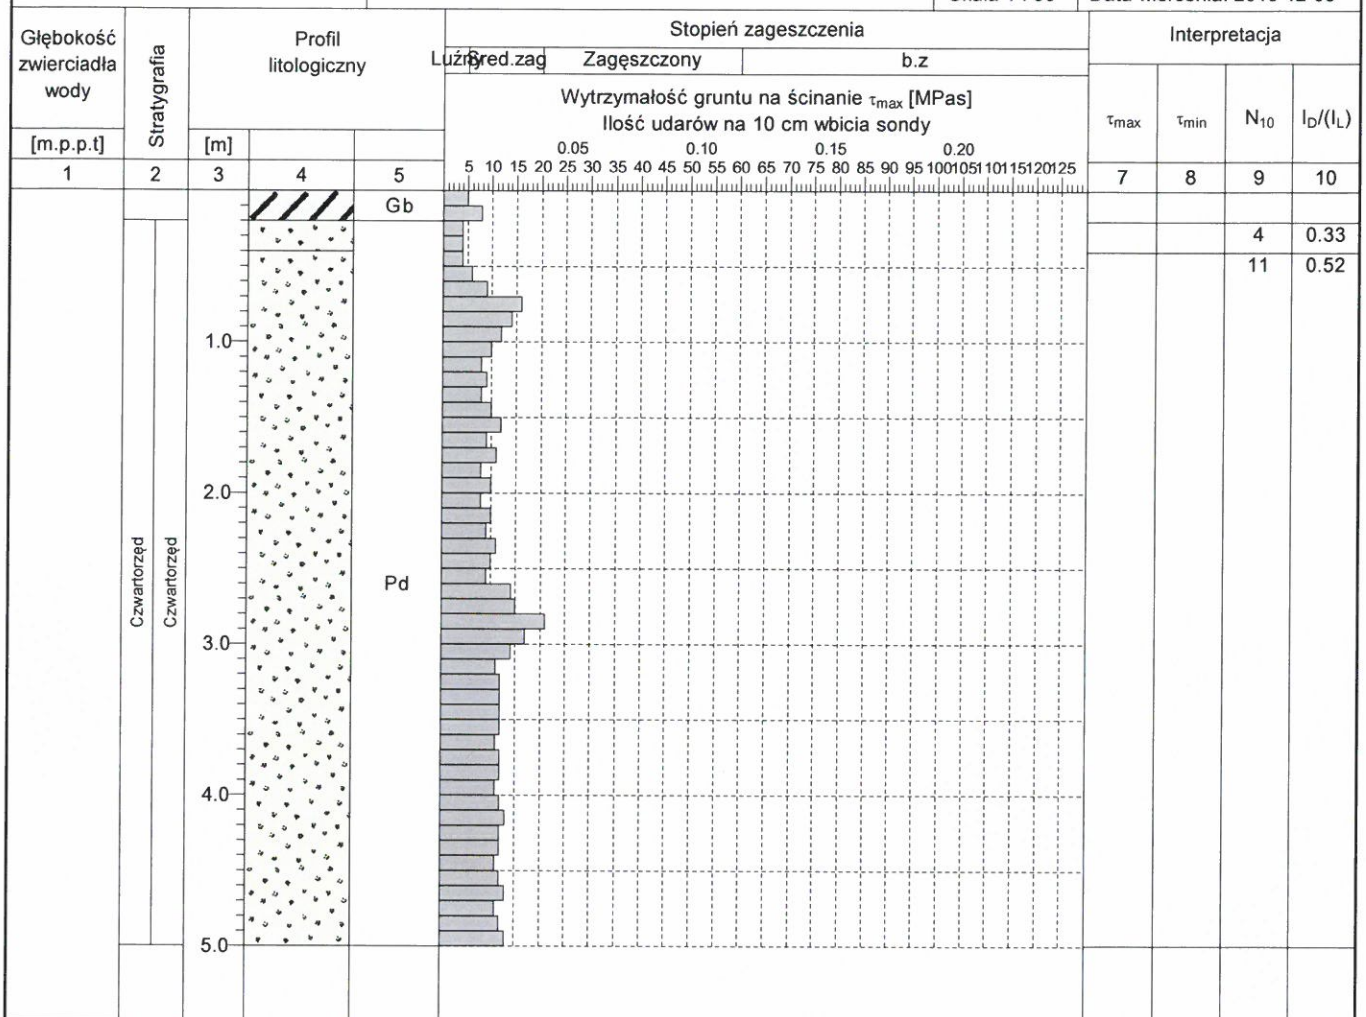 Głębokość zwierciadła wody
[m.p.p.t]
1
Stratygrafia
2
Profil litologiczny
[m]
3 4 5
Stopień zagęszczenia
Luźny Śred.zag Zagęszczony b.z
Wytrzymałość gruntu na ścinanie τmax [MPas]
Ilość udarów na 10 cm wbicia sondy
0.05 0.10 0.15 0.20
5 10 15 20 25 30 35 40 45 50 55 60 65 70 75 80 85 90 95 100 105 110 115 120 125
Interpretacja
τmax τmin N10 ID/(IL)
7 8 9 10
Gb
4 0.33
11 0.52
1.0
2.0
Czwartorzęd
Czwartorzęd
Pd
3.0
4.0
5.0